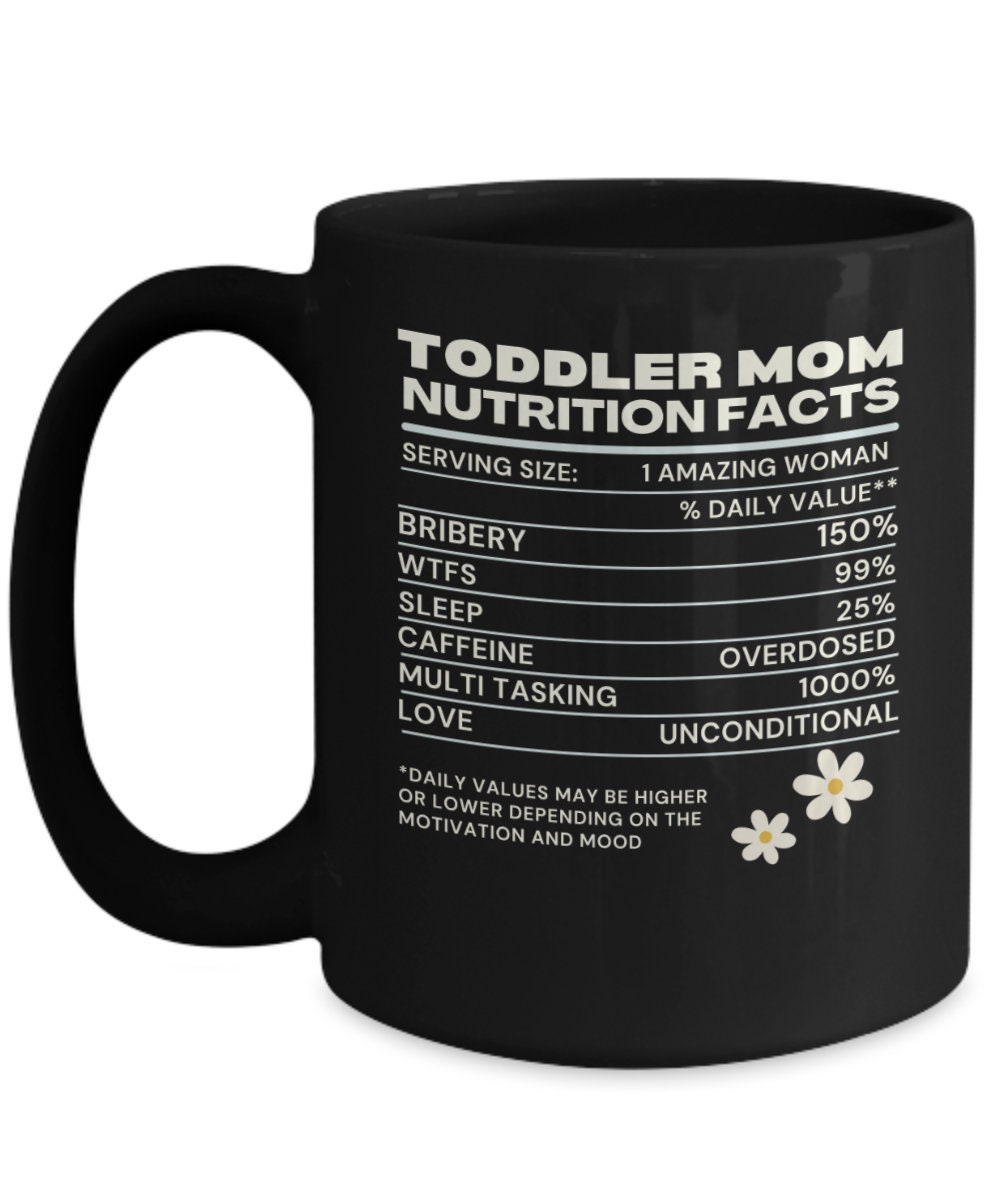 TODDLER MOM
NUTRITION FACTS
SERVING SIZE: 1 AMAZING WOMAN
% DAILY VALUE**
BRIBERY 150%
WTFS 99%
SLEEP 25%
CAFFEINE OVERDOSED
MULTI TASKING 1000%
LOVE UNCONDITIONAL
*DAILY VALUES MAY BE HIGHER
OR LOWER DEPENDING ON THE
MOTIVATION AND MOOD